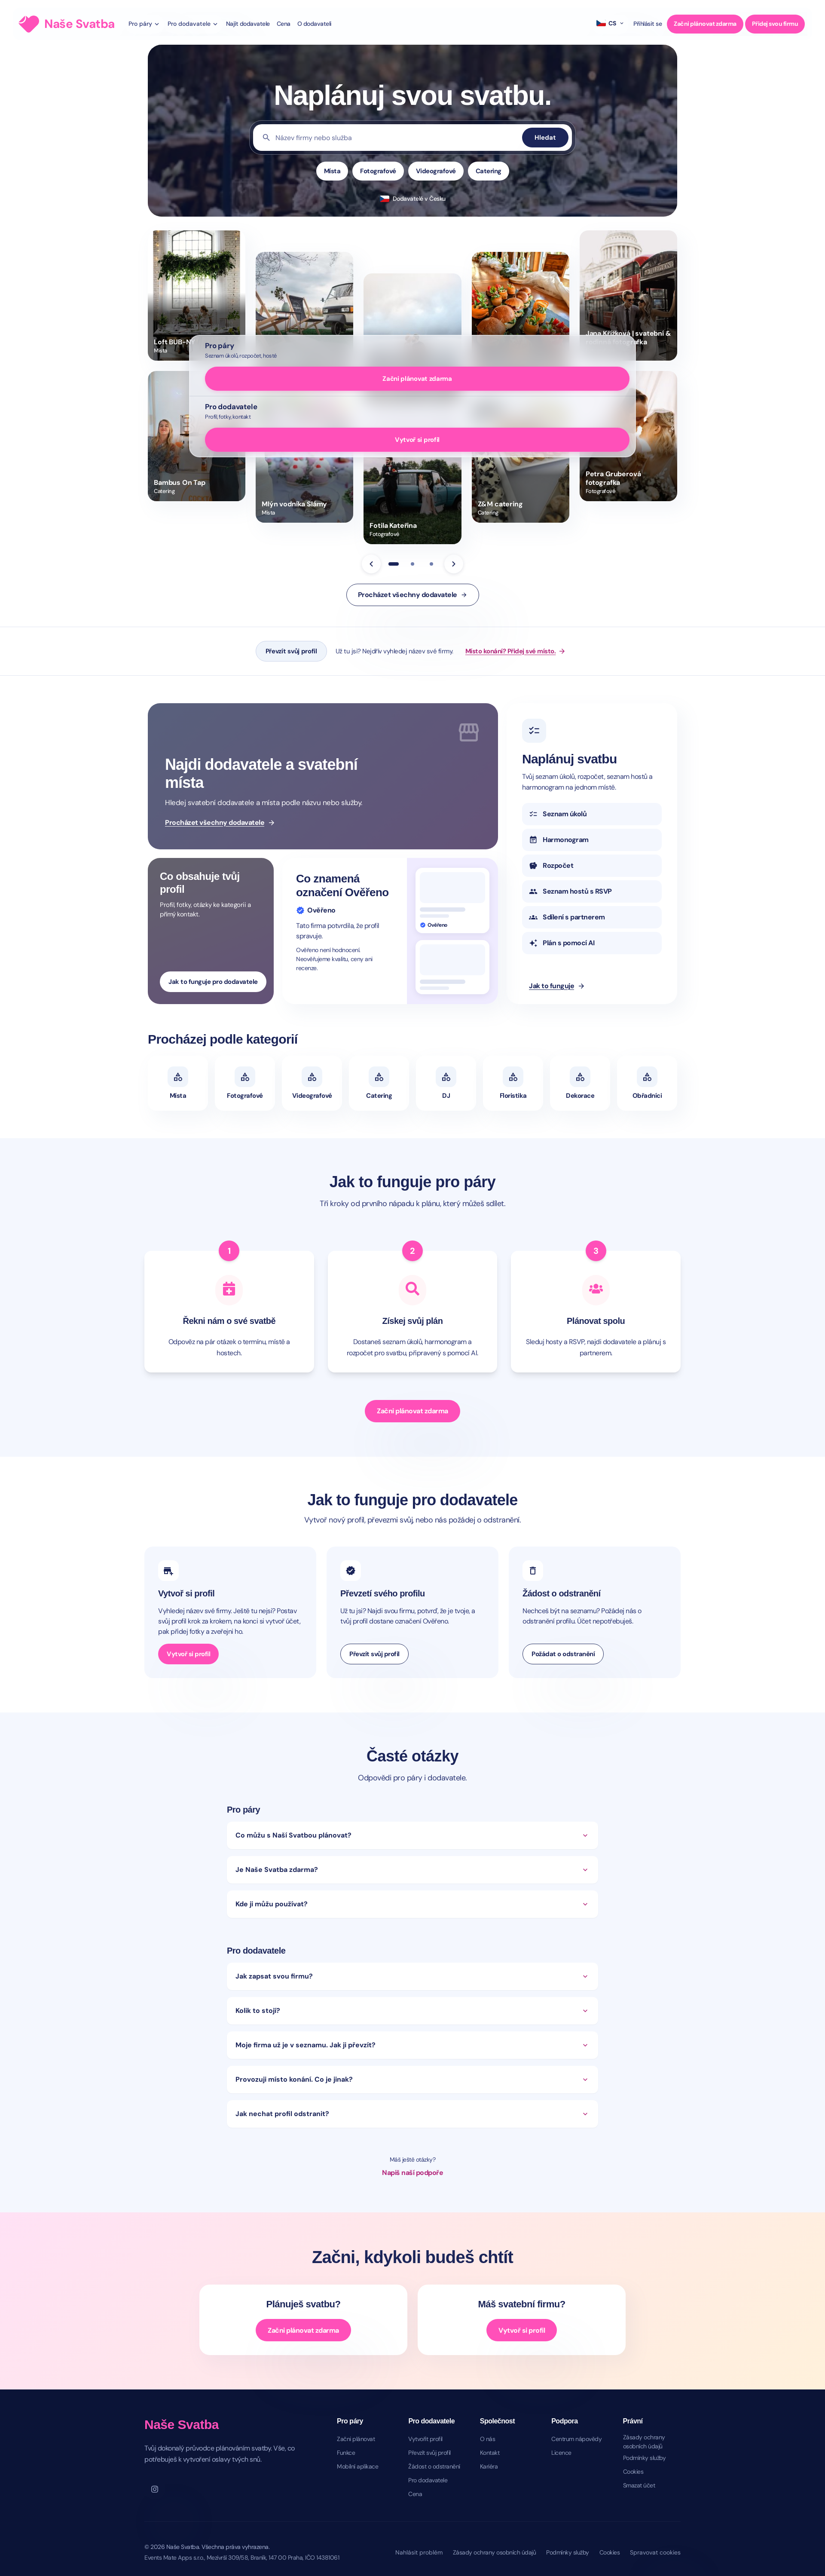 Naše Svatba
Pro páry
Pro dodavatele
Najít dodavatele
Cena
O dodavateli
CS
Přihlásit se
Začni plánovat zdarma
Přidej svou firmu
Naplánuj svou svatbu.
Název firmy nebo služba
Hledat
Místa
Fotografové
Videografové
Catering
Dodavatelé v Česku
Loft BUB-N
Místa
Jana Křížková | svatební &
Pro páry
Seznam úkolů, rozpočet, hosté
Začni plánovat zdarma
Pro dodavatele
Profil, fotky, kontakt
Vytvoř si profil
Bambus On Tap
Catering
Mlýn vodníka Slámy
Místa
Fotila Kateřina
Fotografové
Z&M catering
Catering
Petra Gruberová
fotografka
Fotografové
Procházet všechny dodavatele
Převzít svůj profil
Už tu jsi? Nejdřív vyhledej název své firmy.
Místo konání? Přidej své místo.
Najdi dodavatele a svatební
místa
Hledej svatební dodavatele a místa podle názvu nebo služby.
Procházet všechny dodavatele
Naplánuj svatbu
Tvůj seznam úkolů, rozpočet, seznam hostů a
harmonogram na jednom místě.
Seznam úkolů
Harmonogram
Rozpočet
Seznam hostů s RSVP
Sdílení s partnerem
Plán s pomocí AI
Jak to funguje
Co obsahuje tvůj
profil
Profil, fotky, otázky ke kategorii a
přímý kontakt.
Jak to funguje pro dodavatele
Co znamená
označení Ověřeno
Ověřeno
Tato firma potvrdila, že profil
spravuje.
Ověřeno není hodnocení.
Neověřujeme kvalitu, ceny ani
recenze.
Ověřeno
Procházej podle kategorií
Místa
Fotografové
Videografové
Catering
DJ
Floristika
Dekorace
Obřadníci
Jak to funguje pro páry
Tři kroky od prvního nápadu k plánu, který můžeš sdílet.
1
2
3
Řekni nám o své svatbě
Odpověz na pár otázek o termínu, místě a
hostech.
Získej svůj plán
Dostaneš seznam úkolů, harmonogram a
rozpočet pro svatbu, připravený s pomocí AI.
Plánovat spolu
Sleduj hosty a RSVP, najdi dodavatele a plánuj s
partnerem.
Začni plánovat zdarma
Jak to funguje pro dodavatele
Vytvoř nový profil, převezmi svůj, nebo nás požádej o odstranění.
Vytvoř si profil
Vyhledej název své firmy. Ještě tu nejsi? Postav
svůj profil krok za krokem, na konci si vytvoř účet,
pak přidej fotky a zveřejni ho.
Vytvoř si profil
Převzetí svého profilu
Už tu jsi? Najdi svou firmu, potvrď, že je tvoje, a
tvůj profil dostane označení Ověřeno.
Převzít svůj profil
Žádost o odstranění
Nechceš být na seznamu? Požádej nás o
odstranění profilu. Účet nepotřebuješ.
Požádat o odstranění
Časté otázky
Odpovědi pro páry i dodavatele.
Pro páry
Co můžu s Naší Svatbou plánovat?
Je Naše Svatba zdarma?
Kde ji můžu používat?
Pro dodavatele
Jak zapsat svou firmu?
Kolik to stojí?
Moje firma už je v seznamu. Jak ji převzít?
Provozuji místo konání. Co je jinak?
Jak nechat profil odstranit?
Máš ještě otázky?
Napiš naší podpoře
Začni, kdykoli budeš chtít
Plánuješ svatbu?
Začni plánovat zdarma
Máš svatební firmu?
Vytvoř si profil
Naše Svatba
Tvůj dokonalý průvodce plánováním svatby. Vše, co
potřebuješ k vytvoření oslavy tvých snů.
Pro páry
Začni plánovat
Funkce
Mobilní aplikace
Pro dodavatele
Vytvořit profil
Převzít svůj profil
Žádost o odstranění
Pro dodavatele
Cena
Společnost
O nás
Kontakt
Kariéra
Podpora
Centrum nápovědy
Licence
Právní
Zásady ochrany
osobních údajů
Podmínky služby
Cookies
Smazat účet
© 2026 Naše Svatba. Všechna práva vyhrazena.
Events Mate Apps s.r.o., Mezivrší 309/58, Braník, 147 00 Praha, IČO 14381061
Nahlásit problém
Zásady ochrany osobních údajů
Podmínky služby
Cookies
Spravovat cookies